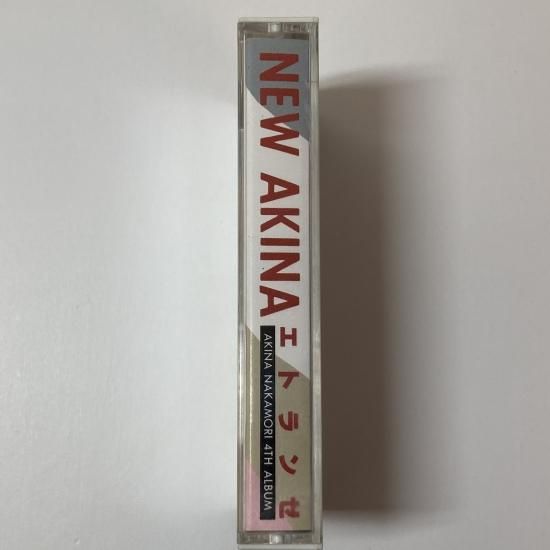 NEW AKINA
エトランゼ
AKINA NAKAMORI 4TH ALBUM